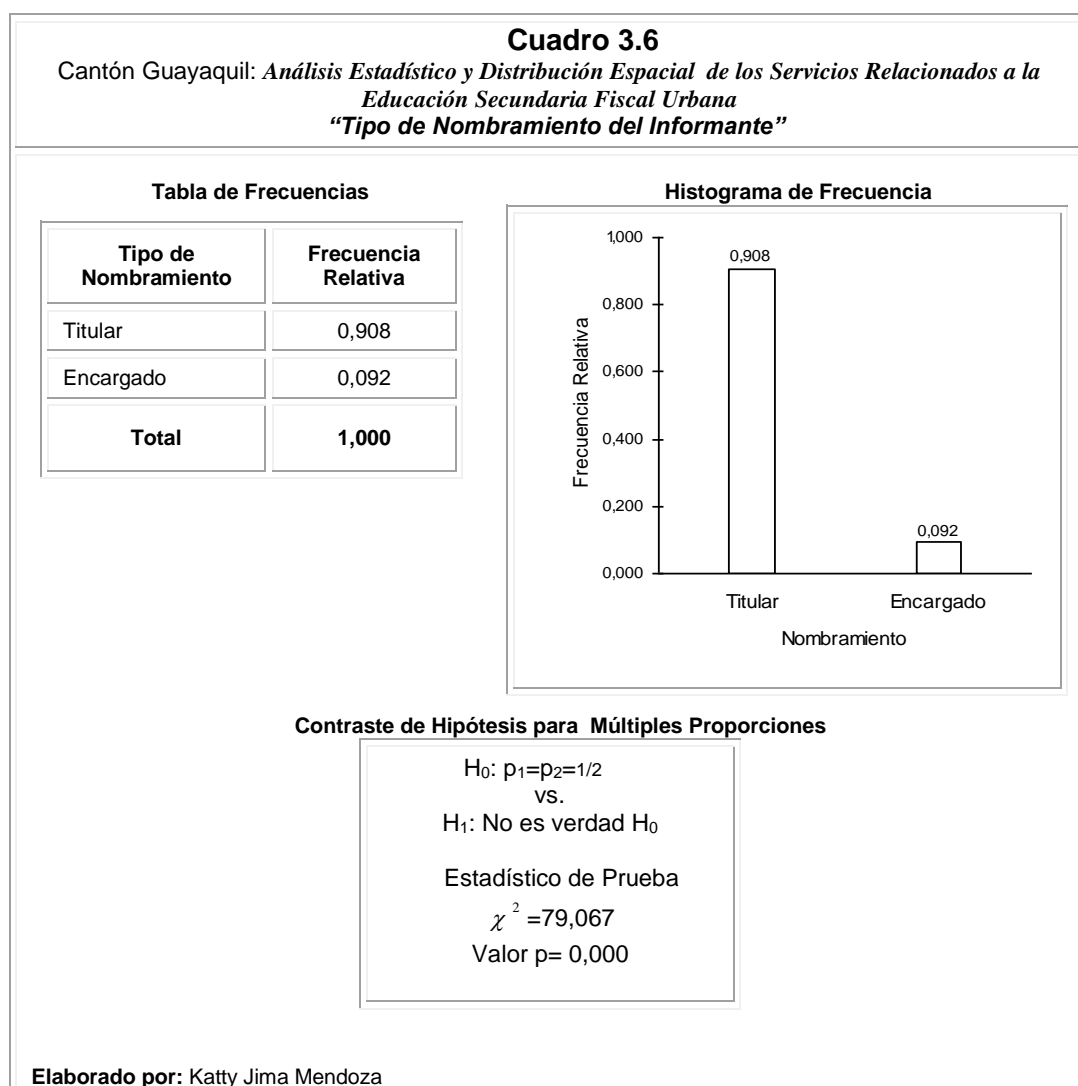 Cuadro 3.6
Cantón Guayaquil: Análisis Estadístico y Distribución Espacial de los Servicios Relacionados a la
Educación Secundaria Fiscal Urbana
“Tipo de Nombramiento del Informante”
Tabla de Frecuencias
Tipo de Nombramiento Frecuencia Relativa
Titular 0,908
Encargado 0,092
Total 1,000
Histograma de Frecuencia
Frecuencia Relativa
1,000
0,800
0,600
0,400
0,200
0,000
0,908
0,092
Titular Encargado
Nombramiento
Contraste de Hipótesis para Múltiples Proporciones
H₀: p₁=p₂=1/2
vs.
H₁: No es verdad H₀
Estadístico de Prueba
χ² =79,067
Valor p= 0,000
Elaborado por: Katty Jima Mendoza